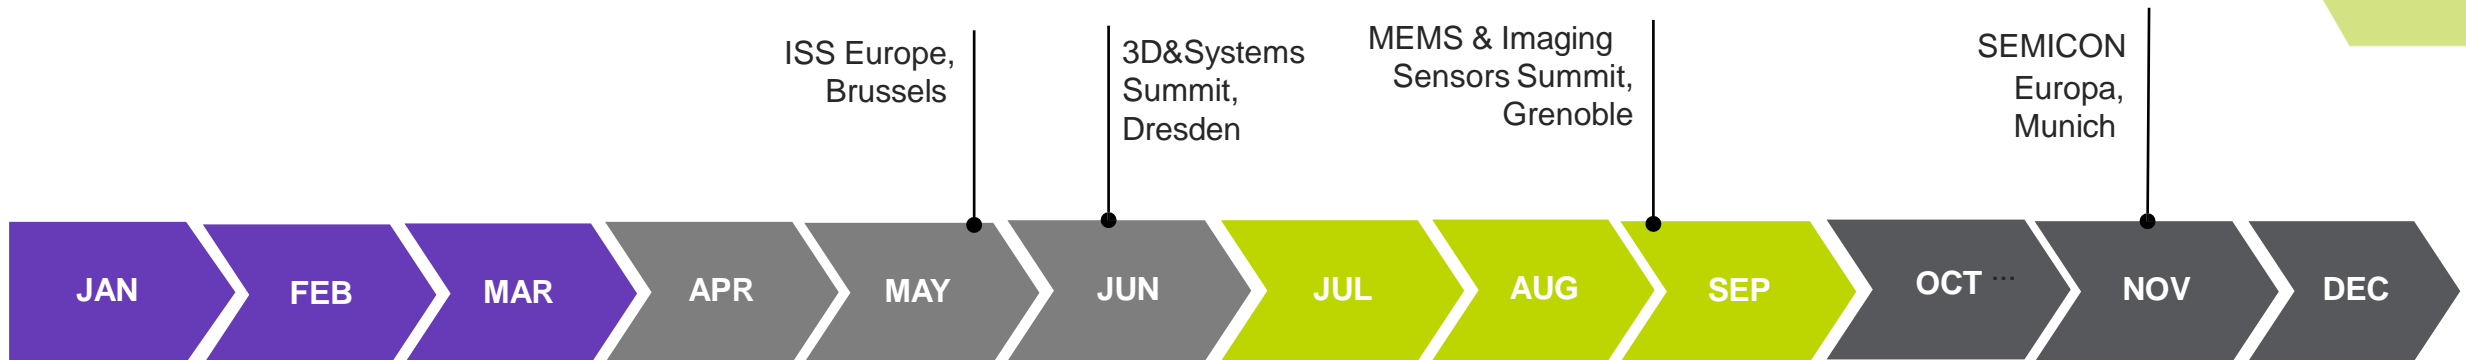 ISS Europe,
Brussels
3D&Systems
Summit,
Dresden
MEMS & Imaging
Sensors Summit,
Grenoble
SEMICON
Europa,
Munich
JAN
FEB
MAR
APR
MAY
JUN
JUL
AUG
SEP
OCT ...
NOV
DEC